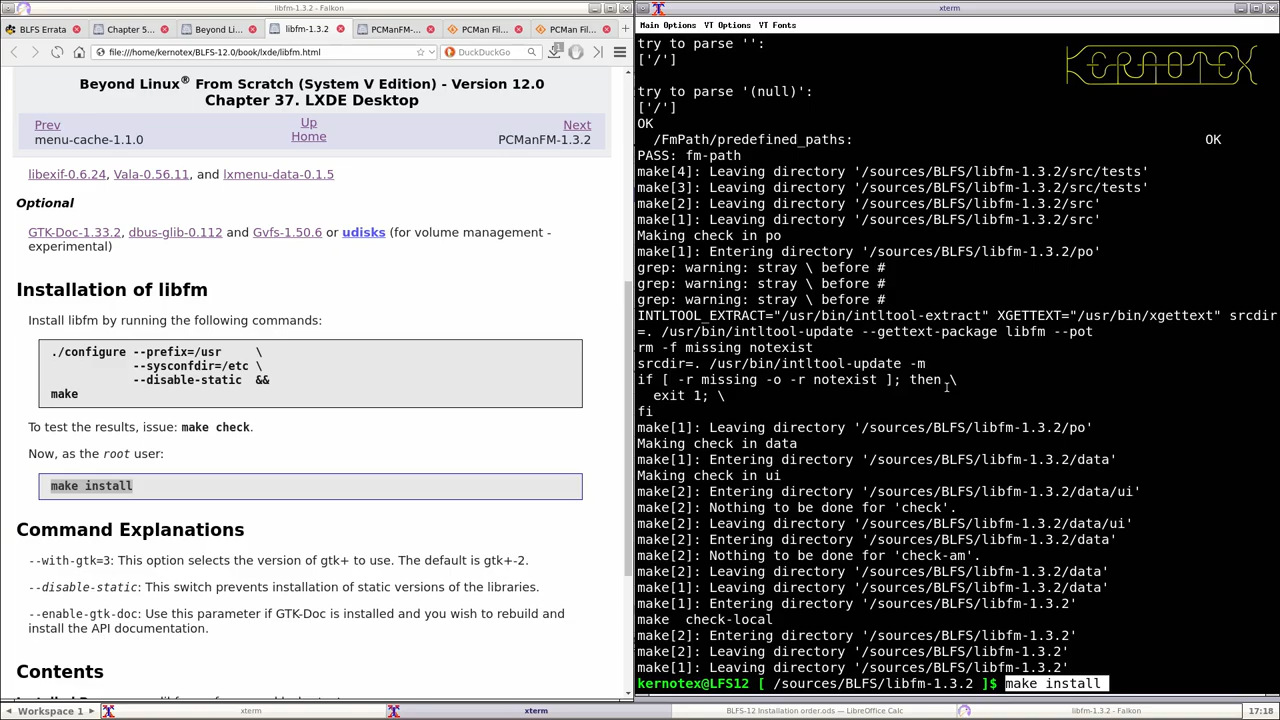 libfm-1.3.2 - Falkon
BLFS Errata
Chapter 5...
Beyond Li...
libfm-1.3.2
PCManFM-...
PCMan Fil...
PCMan Fil...
file:///home/kernotex/BLFS-12.0/book/lxde/libfm.html
DuckDuckGo
Beyond Linux® From Scratch (System V Edition) - Version 12.0
Chapter 37. LXDE Desktop
Prev
Up
Next
menu-cache-1.1.0
Home
PCManFM-1.3.2
libexif-0.6.24, Vala-0.56.11, and lxmenu-data-0.1.5
Optional
GTK-Doc-1.33.2, dbus-glib-0.112 and Gvfs-1.50.6 or udisks (for volume management -
experimental)
Installation of libfm
Install libfm by running the following commands:
./configure --prefix=/usr     \
            --sysconfdir=/etc \
            --disable-static  &&
make
To test the results, issue: make check.
Now, as the root user:
make install
Command Explanations
--with-gtk=3: This option selects the version of gtk+ to use. The default is gtk+-2.
--disable-static: This switch prevents installation of static versions of the libraries.
--enable-gtk-doc: Use this parameter if GTK-Doc is installed and you wish to rebuild and
install the API documentation.
Contents
xterm
Main Options  VT Options  VT Fonts
KERNOTEX
try to parse '':
['/']
try to parse '(null)':
['/']
OK
  /FmPath/predefined_paths:                                            OK
PASS: fm-path
make[4]: Leaving directory '/sources/BLFS/libfm-1.3.2/src/tests'
make[3]: Leaving directory '/sources/BLFS/libfm-1.3.2/src/tests'
make[2]: Leaving directory '/sources/BLFS/libfm-1.3.2/src'
make[1]: Leaving directory '/sources/BLFS/libfm-1.3.2/src'
Making check in po
make[1]: Entering directory '/sources/BLFS/libfm-1.3.2/po'
grep: warning: stray \ before #
grep: warning: stray \ before #
grep: warning: stray \ before #
INTLTOOL_EXTRACT="/usr/bin/intltool-extract" XGETTEXT="/usr/bin/xgettext" srcdir
=. /usr/bin/intltool-update --gettext-package libfm --pot
rm -f missing notexist
srcdir=. /usr/bin/intltool-update -m
if [ -r missing -o -r notexist ]; then \
  exit 1; \
fi
make[1]: Leaving directory '/sources/BLFS/libfm-1.3.2/po'
Making check in data
make[1]: Entering directory '/sources/BLFS/libfm-1.3.2/data'
Making check in ui
make[2]: Entering directory '/sources/BLFS/libfm-1.3.2/data/ui'
make[2]: Nothing to be done for 'check'.
make[2]: Leaving directory '/sources/BLFS/libfm-1.3.2/data/ui'
make[2]: Entering directory '/sources/BLFS/libfm-1.3.2/data'
make[2]: Nothing to be done for 'check-am'.
make[2]: Leaving directory '/sources/BLFS/libfm-1.3.2/data'
make[1]: Leaving directory '/sources/BLFS/libfm-1.3.2/data'
make[1]: Entering directory '/sources/BLFS/libfm-1.3.2'
make  check-local
make[2]: Entering directory '/sources/BLFS/libfm-1.3.2'
make[2]: Leaving directory '/sources/BLFS/libfm-1.3.2'
make[1]: Leaving directory '/sources/BLFS/libfm-1.3.2'
kernotex@LFS12 [ /sources/BLFS/libfm-1.3.2 ]$ make install
Workspace 1
xterm
xterm
BLFS-12 Installation order.ods — LibreOffice Calc
libfm-1.3.2 - Falkon
17:18